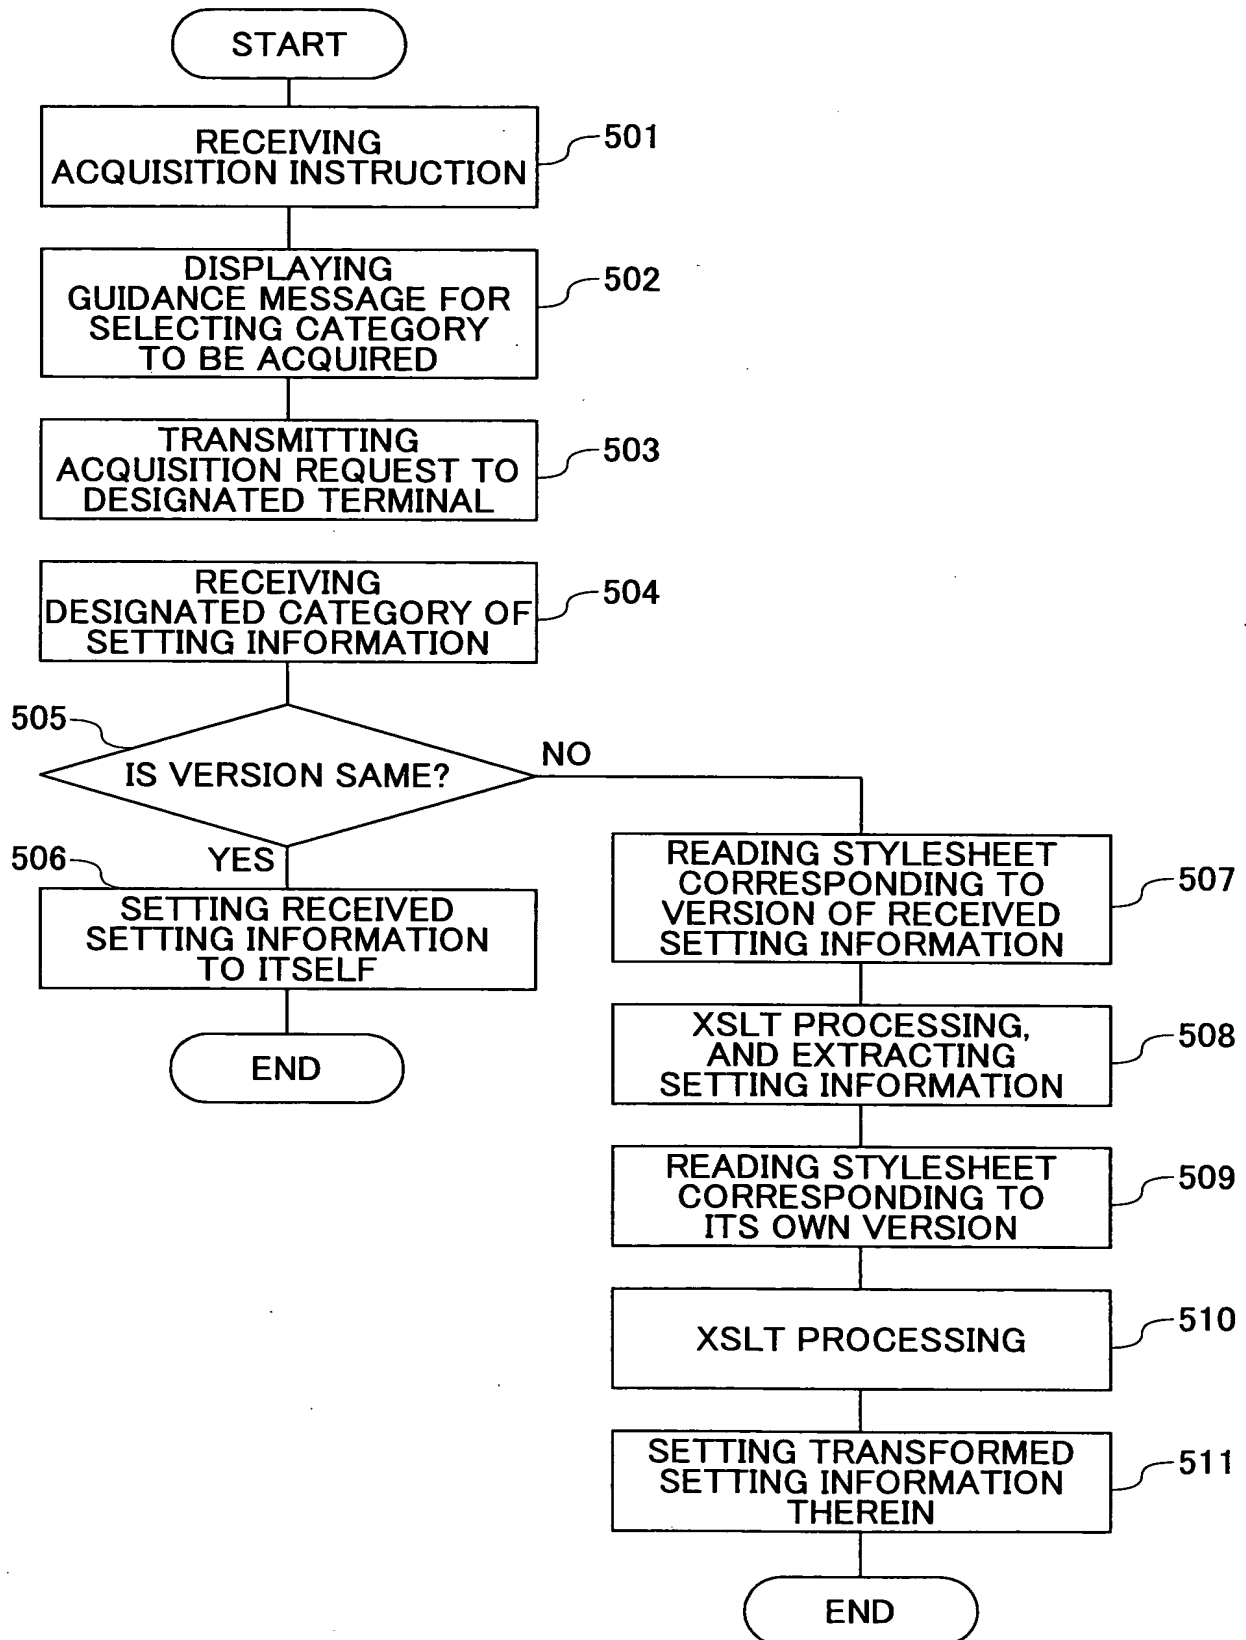 START
RECEIVING
ACQUISITION INSTRUCTION
501
DISPLAYING
GUIDANCE MESSAGE FOR
SELECTING CATEGORY
TO BE ACQUIRED
502
TRANSMITTING
ACQUISITION REQUEST TO
DESIGNATED TERMINAL
503
RECEIVING
DESIGNATED CATEGORY OF
SETTING INFORMATION
504
505
IS VERSION SAME?
NO
YES
506
SETTING RECEIVED
SETTING INFORMATION
TO ITSELF
END
READING STYLESHEET
CORRESPONDING TO
VERSION OF RECEIVED
SETTING INFORMATION
507
XSLT PROCESSING,
AND EXTRACTING
SETTING INFORMATION
508
READING STYLESHEET
CORRESPONDING TO
ITS OWN VERSION
509
XSLT PROCESSING
510
SETTING TRANSFORMED
SETTING INFORMATION
THEREIN
511
END